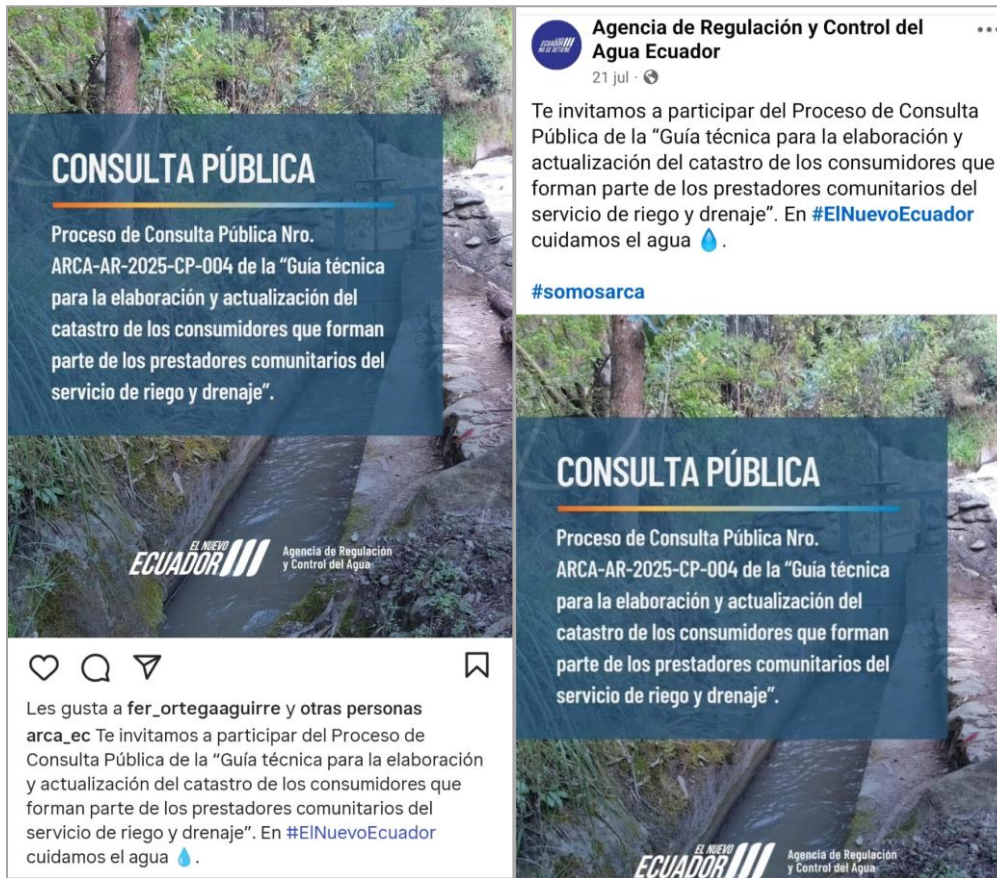 CONSULTA PÚBLICA
Proceso de Consulta Pública Nro.
ARCA-AR-2025-CP-004 de la “Guía técnica
para la elaboración y actualización del
catastro de los consumidores que forman
parte de los prestadores comunitarios del
servicio de riego y drenaje”.
EL NUEVO
ECUADOR
Agencia de Regulación
y Control del Agua
Les gusta a fer_ortegaaguirre y otras personas
arca_ec Te invitamos a participar del Proceso de
Consulta Pública de la “Guía técnica para la elaboración
y actualización del catastro de los consumidores que
forman parte de los prestadores comunitarios del
servicio de riego y drenaje”. En #ElNuevoEcuador
cuidamos el agua 💧.
ECUADOR
NO SE DETIENE
Agencia de Regulación y Control del
Agua Ecuador
21 jul ·
Te invitamos a participar del Proceso de Consulta
Pública de la “Guía técnica para la elaboración y
actualización del catastro de los consumidores que
forman parte de los prestadores comunitarios del
servicio de riego y drenaje”. En #ElNuevoEcuador
cuidamos el agua 💧.
#somosarca
CONSULTA PÚBLICA
Proceso de Consulta Pública Nro.
ARCA-AR-2025-CP-004 de la “Guía técnica
para la elaboración y actualización del
catastro de los consumidores que forman
parte de los prestadores comunitarios del
servicio de riego y drenaje”.
EL NUEVO
ECUADOR
Agencia de Regulación
y Control del Agua